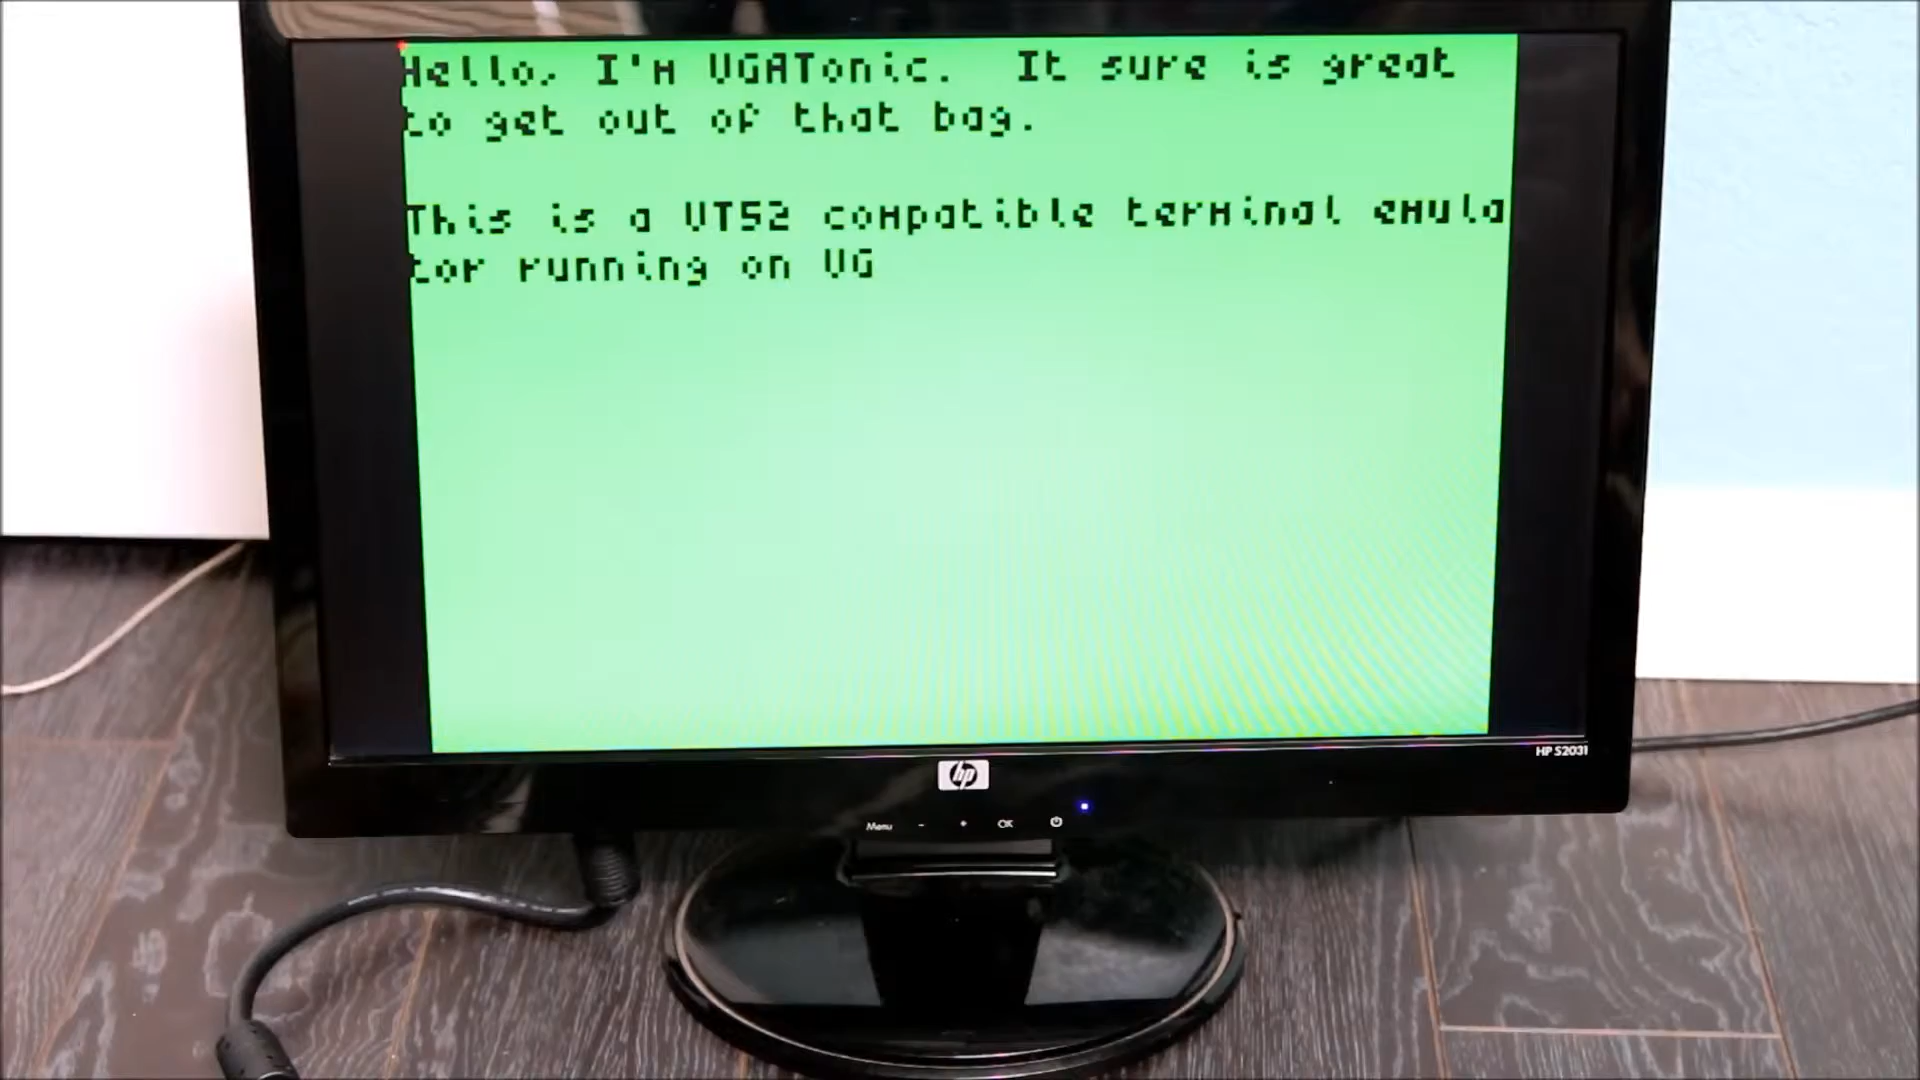 Hello, I'm VGATonic.  It sure is great
to get out of that bag.
This is a VT52 compatible terminal emula
tor running on VG
HP S2031
hp
Menu - + OK